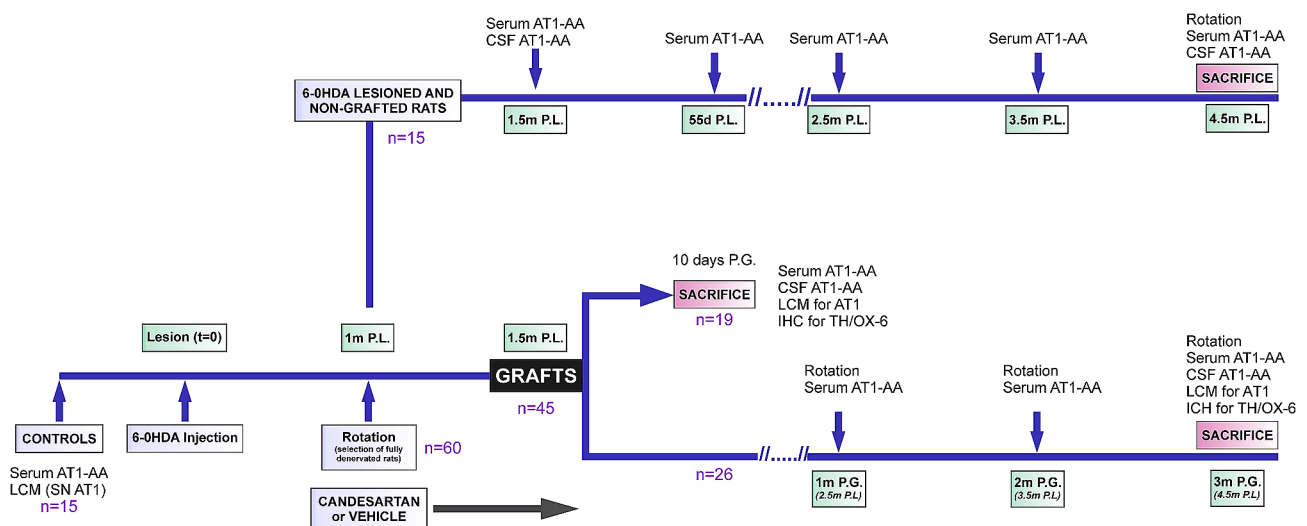 Serum AT1-AA
CSF AT1-AA
Serum AT1-AA
Serum AT1-AA
Serum AT1-AA
Rotation
Serum AT1-AA
CSF AT1-AA
SACRIFICE
6-0HDA LESIONED AND
NON-GRAFTED RATS
n=15
//.....//
1.5m P.L.
55d P.L.
2.5m P.L.
3.5m P.L.
4.5m P.L.
10 days P.G.
SACRIFICE
n=19
Serum AT1-AA
CSF AT1-AA
LCM for AT1
IHC for TH/OX-6
Lesion (t=0)
1m P.L.
1.5m P.L.
GRAFTS
n=45
CONTROLS
Serum AT1-AA
LCM (SN AT1)
n=15
6-0HDA Injection
Rotation
(selection of fully
denervated rats)
n=60
CANDESARTAN
or VEHICLE
Rotation
Serum AT1-AA
Rotation
Serum AT1-AA
Rotation
Serum AT1-AA
CSF AT1-AA
LCM for AT1
ICH for TH/OX-6
SACRIFICE
n=26
//.....//
1m P.G.
(2.5m P.L)
2m P.G.
(3.5m P.L)
3m P.G.
(4.5m P.L)